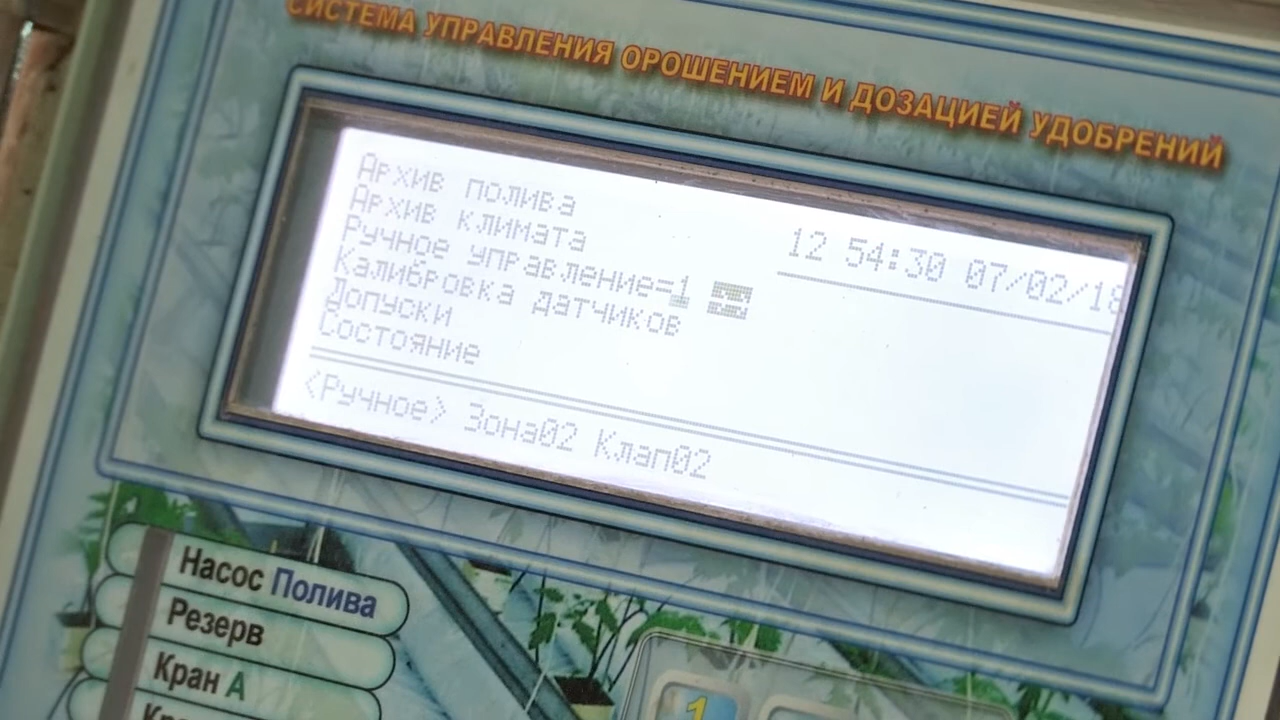 СИСТЕМА УПРАВЛЕНИЯ ОРОШЕНИЕМ И ДОЗАЦИЕЙ УДОБРЕНИЙ
Архив полива
Архив климата
Ручное управление=1
Калибровка датчиков
Допуски
Состояние
12 54:30 07/02/18
<Ручное> Зона02 Клап02
Насос Полива
Резерв
Кран А
1